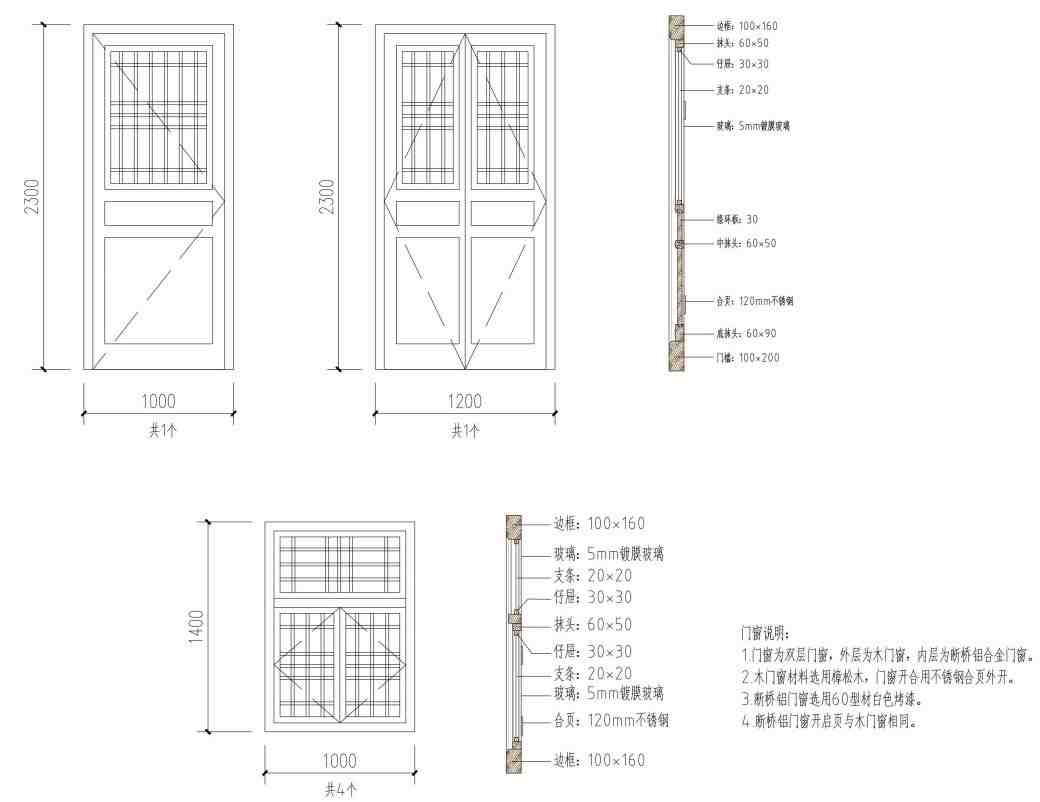 2300
1000
共1个
2300
1200
共1个
边框：100×160
抹头：60×50
仔屉：30×30
支条：20×20
玻璃：5mm镀膜玻璃
绦环板：30
中抹头：60×50
合页：120mm不锈钢
底抹头：60×90
门槛：100×200
1400
1000
共4个
边框：100×160
玻璃：5mm镀膜玻璃
支条：20×20
仔屉：30×30
抹头：60×50
仔屉：30×30
支条：20×20
玻璃：5mm镀膜玻璃
合页：120mm不锈钢
边框：100×160
门窗说明：
1.门窗为双层门窗，外层为木门窗，内层为断桥铝合金门窗。
2.木门窗材料选用樟松木，门窗开合用不锈钢合页外开。
3.断桥铝门窗选用60型材白色烤漆。
4.断桥铝门窗开启页与木门窗相同。